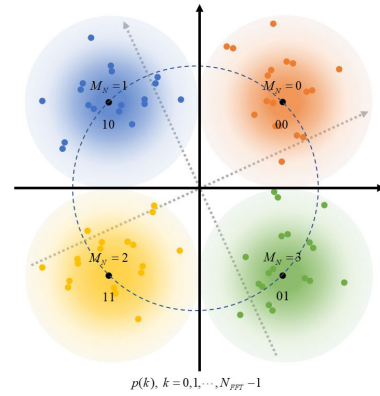 M_N = 1
M_N = 0
10
00
M_N = 2
M_N = 3
11
01
p(k), k = 0,1,⋯,N_FFT −1